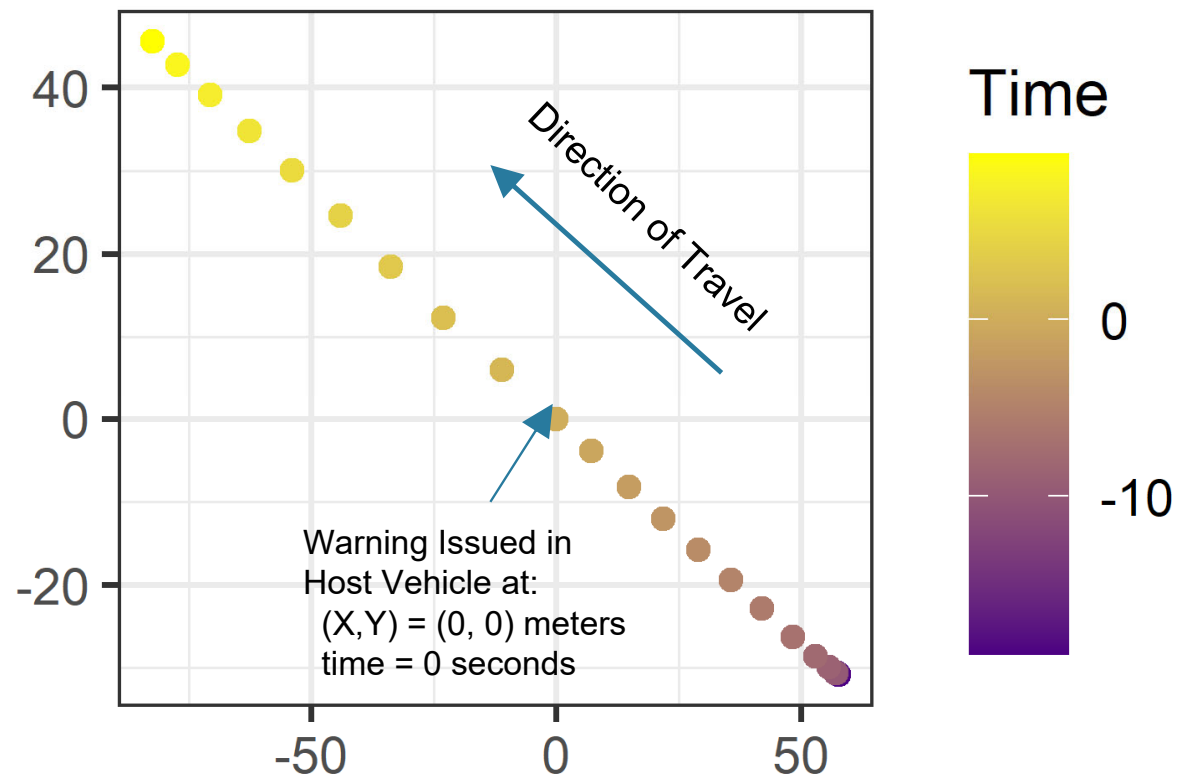 Time
40
20
0
-20
-50
0
50
0
-10
Direction of Travel
Warning Issued in
Host Vehicle at:
(X,Y) = (0, 0) meters
time = 0 seconds